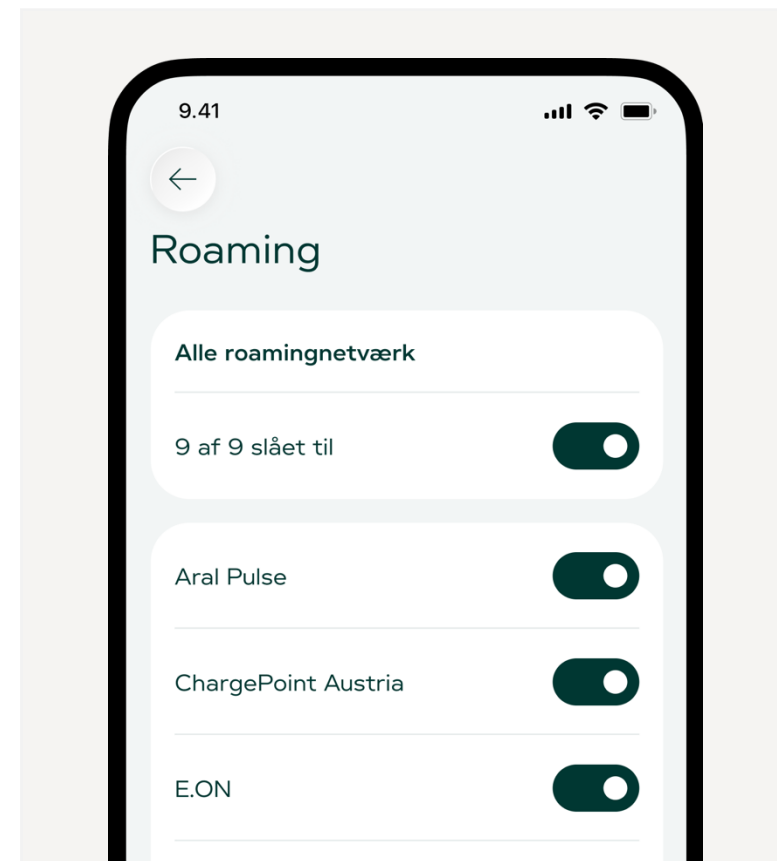 9.41
Roaming
Alle roamingnetværk
9 af 9 slået til
Aral Pulse
ChargePoint Austria
E.ON